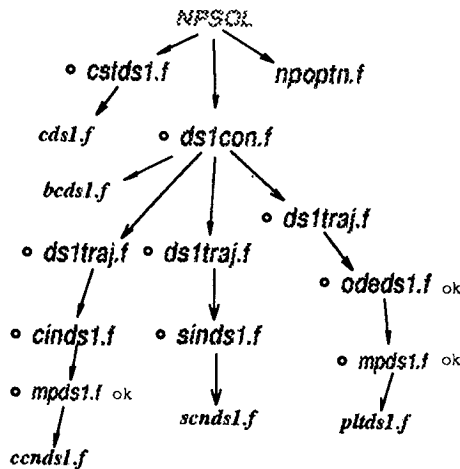 NPSOL
cstds1.f npoptn.f
cds1.f
ds1con.f
bcds1.f
ds1traj.f
ds1traj.f ds1traj.f
odeds1.f ok
cinds1.f sinds1.f
mpds1.f ok
mpds1.f ok
scnds1.f pltds1.f
ccnds1.f